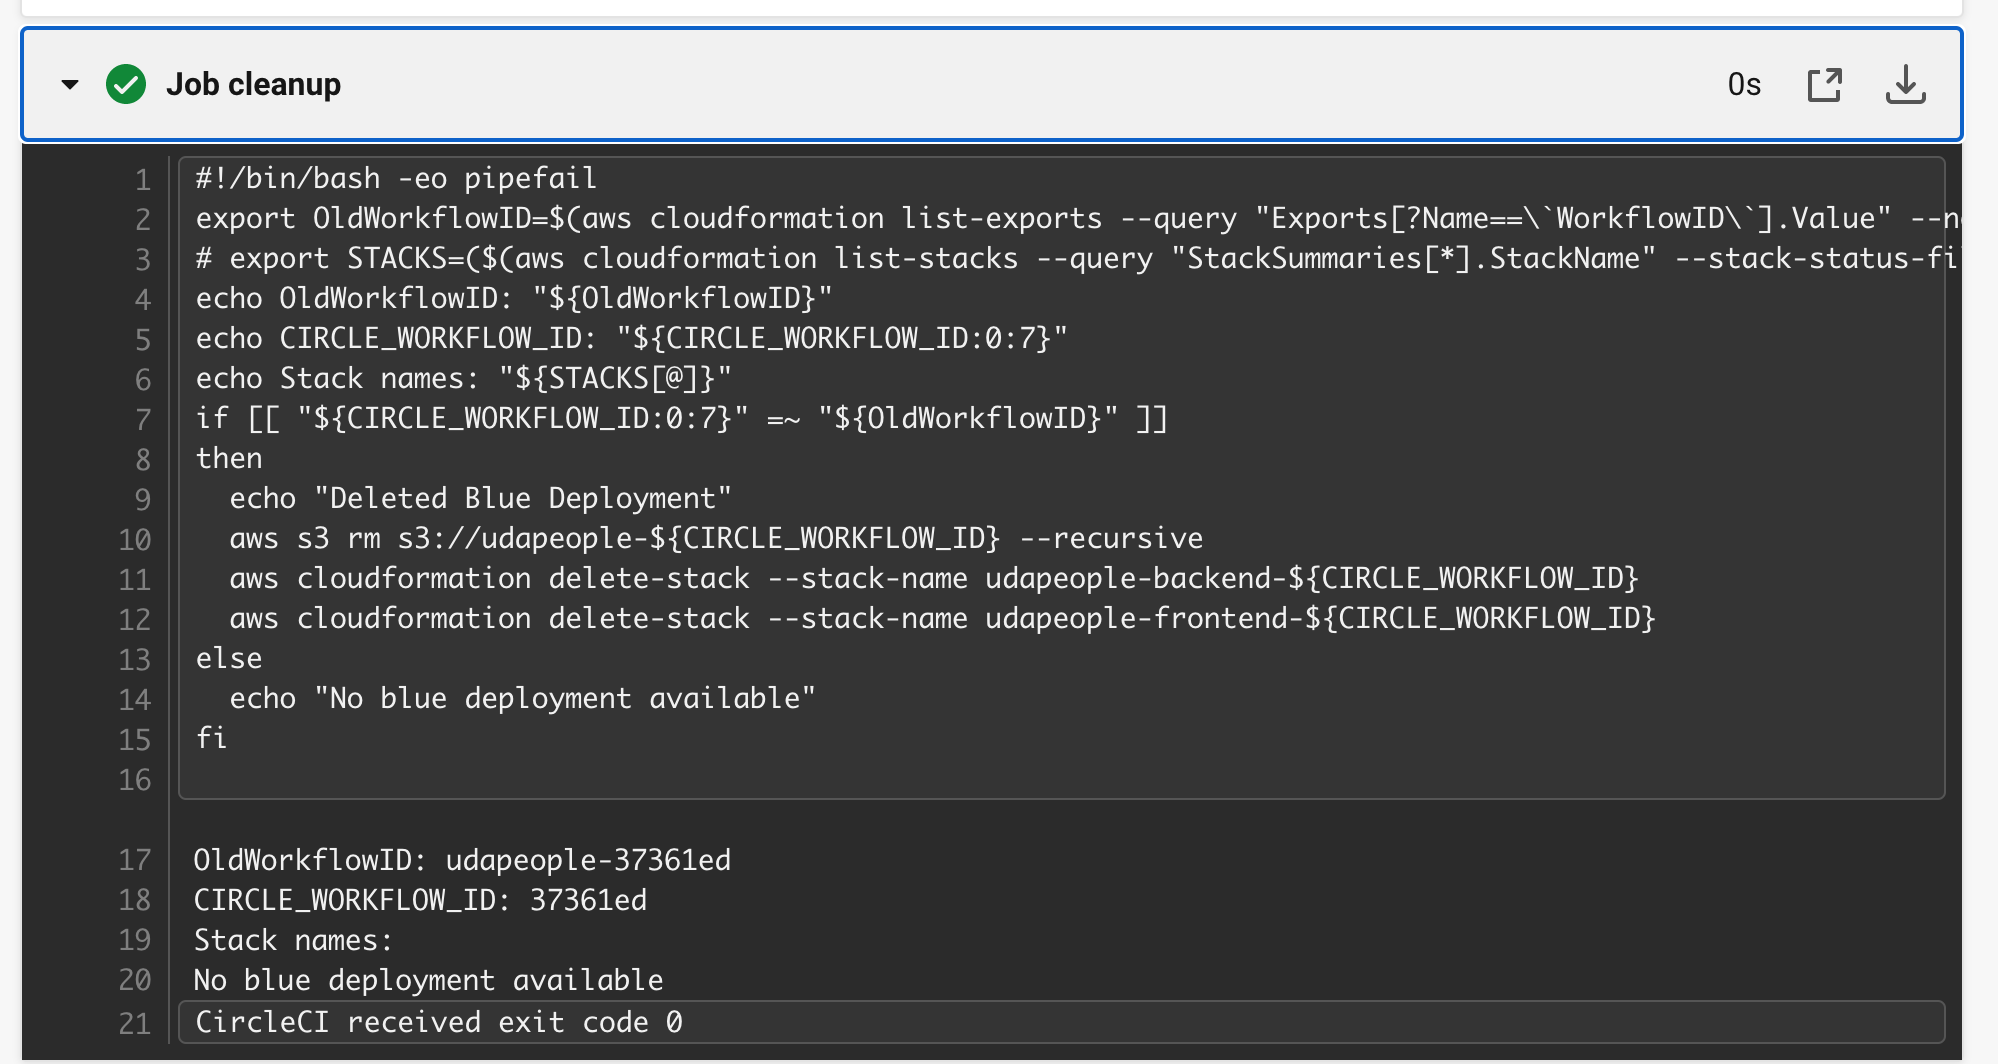 Job cleanup
0s
1 #!/bin/bash -eo pipefail
2 export OldWorkflowID=$(aws cloudformation list-exports --query "Exports[?Name==\`WorkflowID\`].Value" --n
3 # export STACKS=($(aws cloudformation list-stacks --query "StackSummaries[*].StackName" --stack-status-fi
4 echo OldWorkflowID: "${OldWorkflowID}"
5 echo CIRCLE_WORKFLOW_ID: "${CIRCLE_WORKFLOW_ID:0:7}"
6 echo Stack names: "${STACKS[@]}"
7 if [[ "${CIRCLE_WORKFLOW_ID:0:7}" =~ "${OldWorkflowID}" ]]
8 then
9   echo "Deleted Blue Deployment"
10   aws s3 rm s3://udapeople-${CIRCLE_WORKFLOW_ID} --recursive
11   aws cloudformation delete-stack --stack-name udapeople-backend-${CIRCLE_WORKFLOW_ID}
12   aws cloudformation delete-stack --stack-name udapeople-frontend-${CIRCLE_WORKFLOW_ID}
13 else
14   echo "No blue deployment available"
15 fi
16
17 OldWorkflowID: udapeople-37361ed
18 CIRCLE_WORKFLOW_ID: 37361ed
19 Stack names:
20 No blue deployment available
21 CircleCI received exit code 0